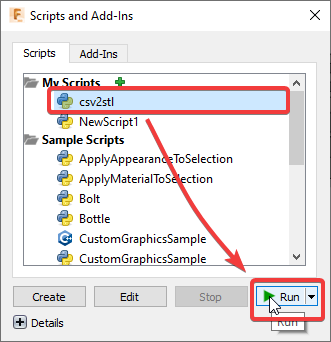 Scripts and Add-Ins
Scripts Add-Ins
My Scripts
csv2stl
NewScript1
Sample Scripts
ApplyAppearanceToSelection
ApplyMaterialToSelection
Bolt
Bottle
CustomGraphicsSample
CustomGraphicsSample
Create Edit Stop Run
Run
Details